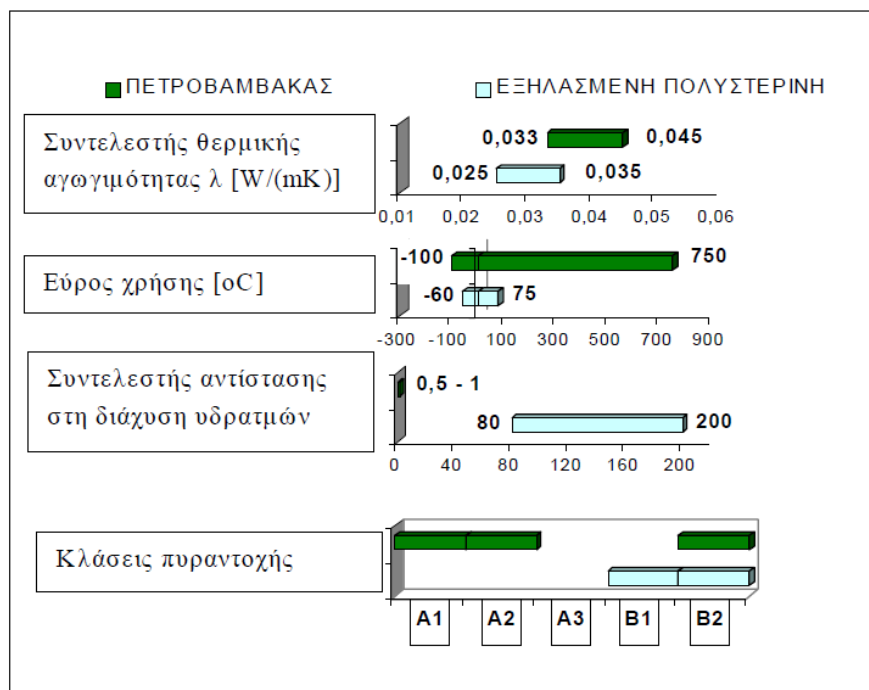 ΠΕΤΡΟΒΑΜΒΑΚΑΣ
ΕΞΗΛΑΣΜΕΝΗ ΠΟΛΥΣΤΕΡΙΝΗ
Συντελεστής θερμικής
αγωγιμότητας λ [W/(mK)]
0,033 0,045
0,025 0,035
0,01 0,02 0,03 0,04 0,05 0,06
Εύρος χρήσης [οC]
-100 750
-60 75
-300 -100 100 300 500 700 900
Συντελεστής αντίστασης
στη διάχυση υδρατμών
0,5 - 1
80 200
0 40 80 120 160 200
Κλάσεις πυραντοχής
A1 A2 A3 B1 B2